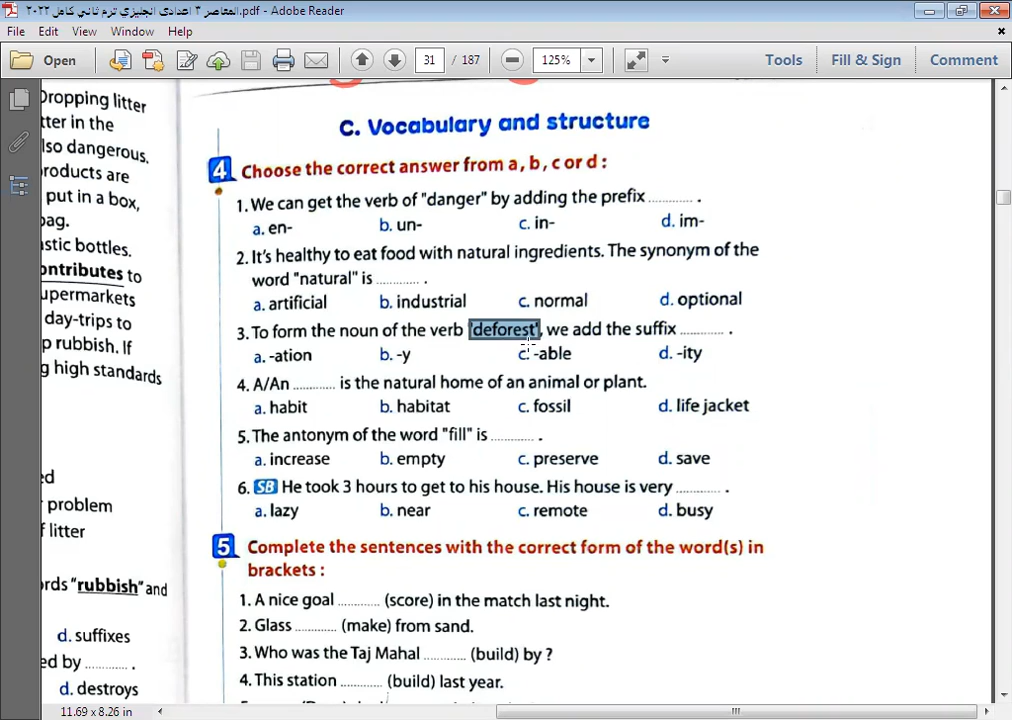 المعاصر ٣ اعدادى انجليزي ترم ثاني كامل ٢٠٢٢.pdf - Adobe Reader
File Edit View Window Help
Open 31 / 187 125% Tools Fill & Sign Comment
Dropping litter
tter in the
lso dangerous.
roducts are
put in a box,
bag.
astic bottles.
ontributes to
upermarkets
day-trips to
p rubbish. If
g high standards
ed
problem
f litter
ords "rubbish" and
d. suffixes
ed by ............ .
d. destroys
C. Vocabulary and structure
4 Choose the correct answer from a, b, c or d :
1. We can get the verb of "danger" by adding the prefix ............ .
a. en- b. un- c. in- d. im-
2. It's healthy to eat food with natural ingredients. The synonym of the
word "natural" is ............ .
a. artificial b. industrial c. normal d. optional
3. To form the noun of the verb 'deforest', we add the suffix ............ .
a. -ation b. -y c. -able d. -ity
4. A/An ............ is the natural home of an animal or plant.
a. habit b. habitat c. fossil d. life jacket
5. The antonym of the word "fill" is ............ .
a. increase b. empty c. preserve d. save
6. SB He took 3 hours to get to his house. His house is very ............ .
a. lazy b. near c. remote d. busy
5 Complete the sentences with the correct form of the word(s) in
brackets :
1. A nice goal ............ (score) in the match last night.
2. Glass ............ (make) from sand.
3. Who was the Taj Mahal ............ (build) by ?
4. This station ............ (build) last year.
11.69 x 8.26 in